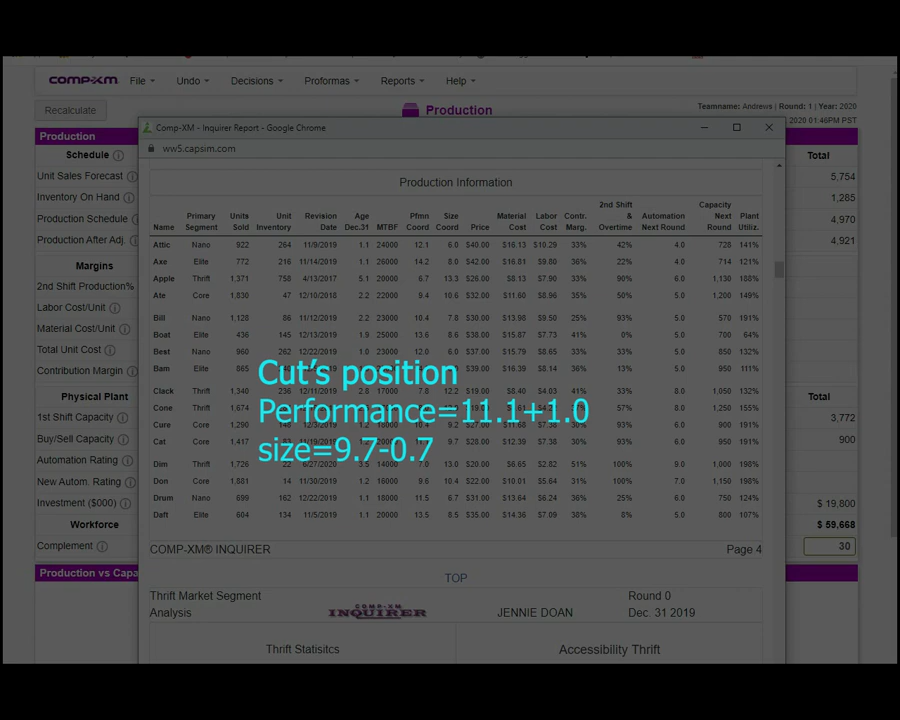 COMP-XM File Undo Decisions Proformas Reports Help
Recalculate Production Teamname: Andrews | Round: 1 | Year: 2020
2020 01:46PM PST
Comp-XM - Inquirer Report - Google Chrome
ww5.capsim.com
Production
Schedule
Unit Sales Forecast
Inventory On Hand
Production Schedule
Production After Adj.
Margins
2nd Shift Production%
Labor Cost/Unit
Material Cost/Unit
Total Unit Cost
Contribution Margin
Physical Plant
1st Shift Capacity
Buy/Sell Capacity
Automation Rating
New Autom. Rating
Investment ($000)
Workforce
Complement
Production vs Capa
Production Information
Name Primary Segment Units Sold Unit Inventory Revision Date Age Dec.31 MTBF Pfmn Coord Size Coord Price Material Cost Labor Cost Contr. Marg. 2nd Shift & Overtime Automation Next Round Capacity Next Round Plant Utiliz.
Attic Nano 922 264 11/9/2019 1.1 24000 12.1 6.0 $40.00 $16.13 $10.29 33% 42% 4.0 728 141%
Axe Elite 772 216 11/14/2019 1.1 26000 14.2 8.0 $42.00 $16.81 $9.80 36% 22% 4.0 714 121%
Apple Thrift 1,371 758 4/13/2017 5.1 20000 6.7 13.3 $26.00 $8.13 $7.90 33% 90% 6.0 1,130 188%
Ate Core 1,830 47 12/10/2018 2.2 22000 9.4 10.6 $32.00 $11.60 $8.96 35% 50% 5.0 1,200 149%
Bill Nano 1,128 86 11/12/2019 2.2 23000 10.4 7.8 $30.00 $13.98 $9.50 25% 93% 5.0 570 191%
Boat Elite 436 145 12/13/2019 1.9 25000 13.6 8.6 $38.00 $15.87 $7.73 41% 0% 5.0 700 64%
Best Nano 960 262 12/22/2019 1.0 23000 12.0 6.0 $37.00 $15.79 $8.65 33% 33% 5.0 850 132%
Bam Elite 865 $39.00 $16.39 $8.14 36% 13% 5.0 950 111%
Clack Thrift 1,340 236 12/11/2019 2.8 17000 12.2 $19.00 $8.40 $4.03 41% 33% 8.0 1,050 132%
Cone Thrift 1,674 57% 8.0 1,250 155%
Cure Core 1,290 12/3/2019 18000 30% 93% 6.0 900 191%
Cat Core 1,417 9.7 $28.00 $12.39 $7.38 30% 93% 6.0 950 191%
Dim Thrift 1,726 22 6/27/2020 3.5 14000 7.0 13.0 $20.00 $6.65 $2.82 51% 100% 9.0 1,000 198%
Don Core 1,881 14 11/30/2019 1.2 16000 9.6 10.4 $22.00 $10.01 $5.64 31% 100% 7.0 1,150 198%
Drum Nano 699 162 12/22/2019 1.1 18000 11.5 6.7 $31.00 $13.64 $6.24 36% 25% 6.0 750 124%
Daft Elite 604 134 11/5/2019 1.1 20000 13.5 8.5 $35.00 $14.36 $7.09 38% 8% 5.0 800 107%
Cut's position
Performance=11.1+1.0
size=9.7-0.7
COMP-XM® INQUIRER Page 4
TOP
Thrift Market Segment Round 0
Analysis COMP-XM INQUIRER JENNIE DOAN Dec. 31 2019
Thrift Statisitcs Accessibility Thrift
Total
5,754
1,285
4,970
4,921
Total
3,772
900
$ 19,800
$ 59,668
30